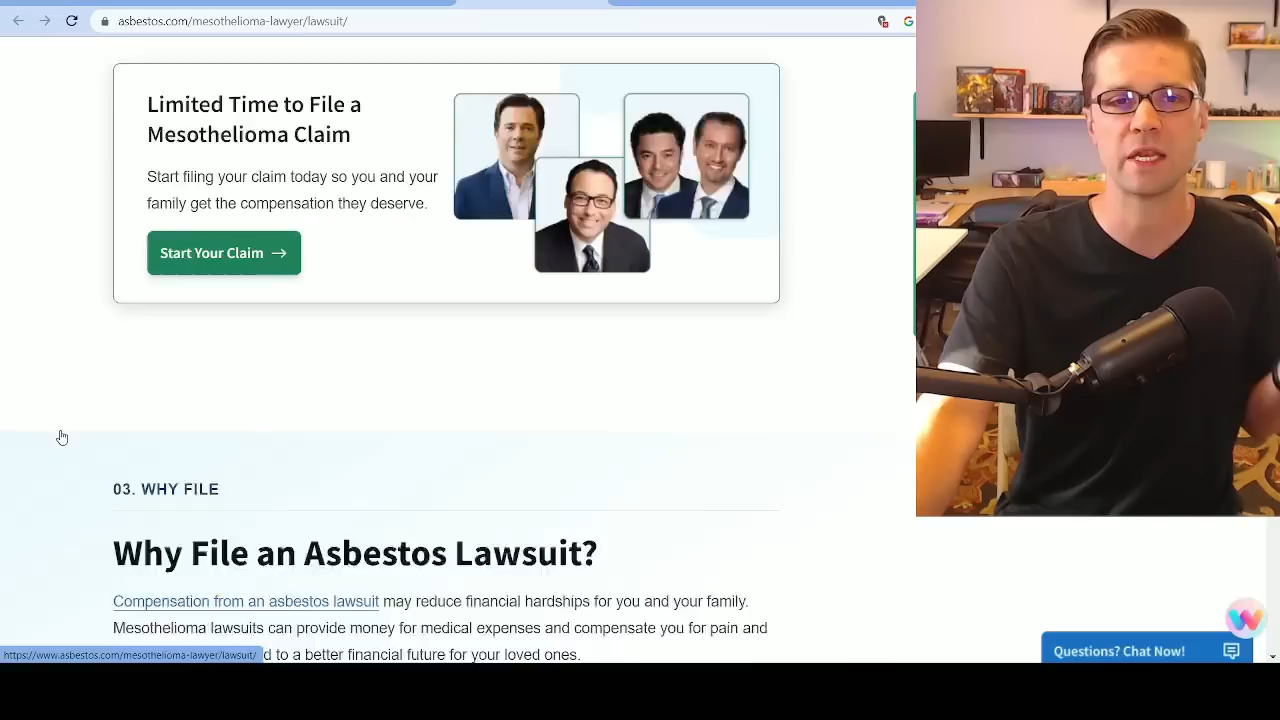 asbestos.com/mesothelioma-lawyer/lawsuit/
Limited Time to File a
Mesothelioma Claim
Start filing your claim today so you and your
family get the compensation they deserve.
Start Your Claim →
03. WHY FILE
Why File an Asbestos Lawsuit?
Compensation from an asbestos lawsuit may reduce financial hardships for you and your family.
Mesothelioma lawsuits can provide money for medical expenses and compensate you for pain and
d to a better financial future for your loved ones.
https://www.asbestos.com/mesothelioma-lawyer/lawsuit/
Questions? Chat Now!